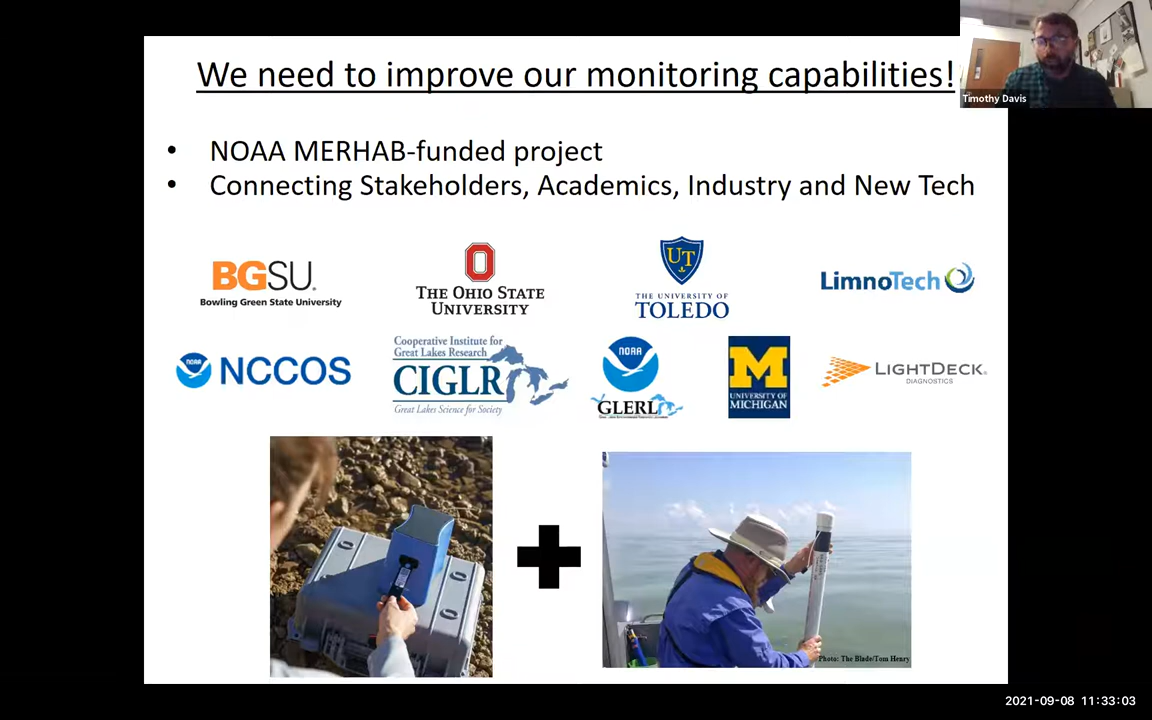 We need to improve our monitoring capabilities!
Timothy Davis
• NOAA MERHAB-funded project
• Connecting Stakeholders, Academics, Industry and New Tech
BGSU.
Bowling Green State University
O
THE OHIO STATE
UNIVERSITY
UT
THE UNIVERSITY OF
TOLEDO
LimnoTech
NOAA
NCCOS
Cooperative Institute for
Great Lakes Research
CIGLR
Great Lakes Science for Society
NOAA
GLERL
M
UNIVERSITY OF
MICHIGAN
LIGHTDECK®
DIAGNOSTICS
Photo: The Blade/Tom Henry
2021-09-08 11:33:03